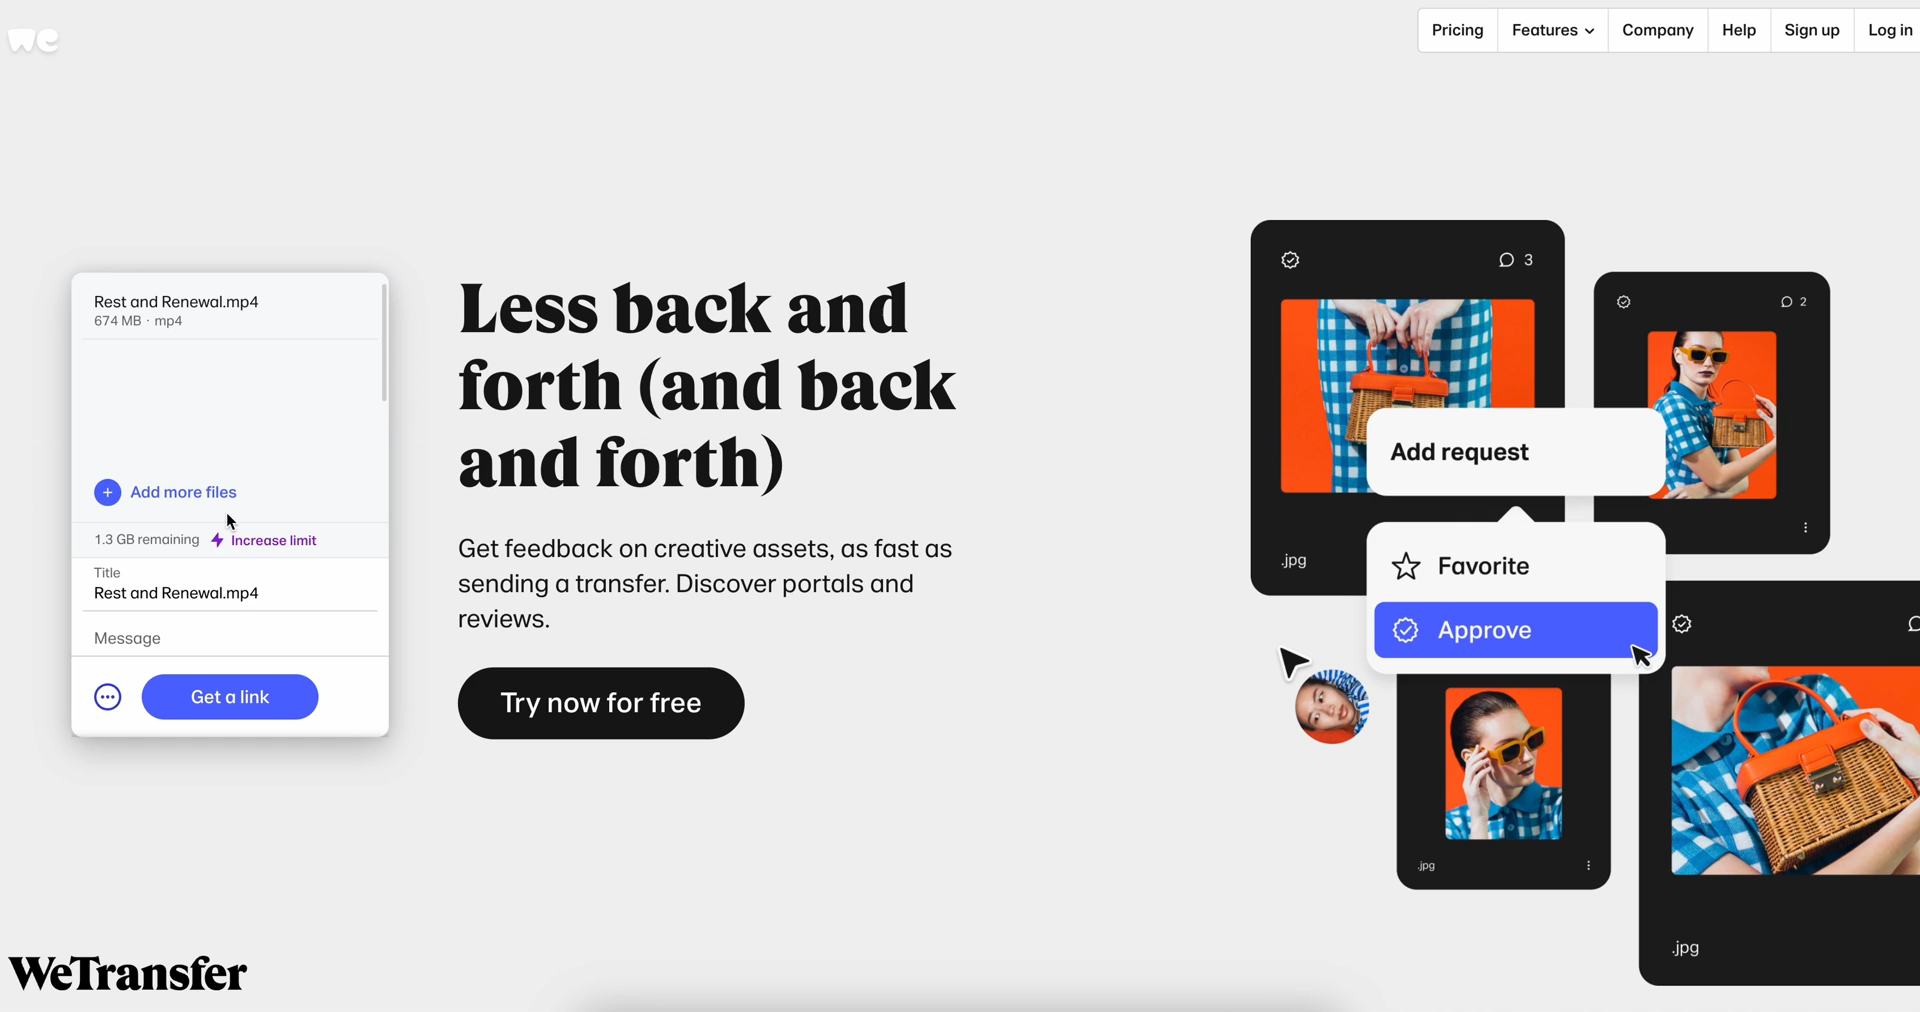 we
Pricing
Features
Company
Help
Sign up
Log in
Rest and Renewal.mp4
674 MB · mp4
Add more files
1.3 GB remaining
Increase limit
Title
Rest and Renewal.mp4
Message
Get a link
Less back and
forth (and back
and forth)
Get feedback on creative assets, as fast as
sending a transfer. Discover portals and
reviews.
Try now for free
3
2
Add request
.jpg
Favorite
Approve
.jpg
.jpg
WeTransfer